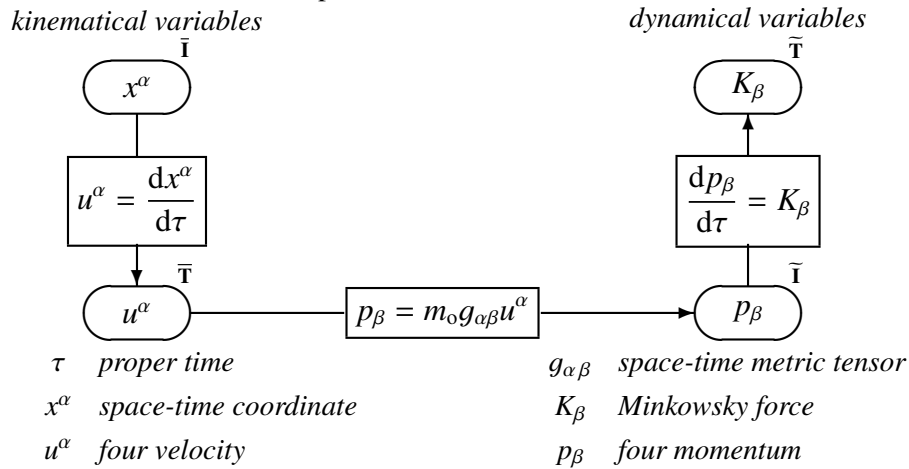 kinematical variables dynamical variables
Ī T̃
x^α K_β
u^α = dx^α/dτ dp_β/dτ = K_β
T̄ Ĩ
u^α p_β = m_o g_αβ u^α p_β
τ proper time g_αβ space-time metric tensor
x^α space-time coordinate K_β Minkowsky force
u^α four velocity p_β four momentum